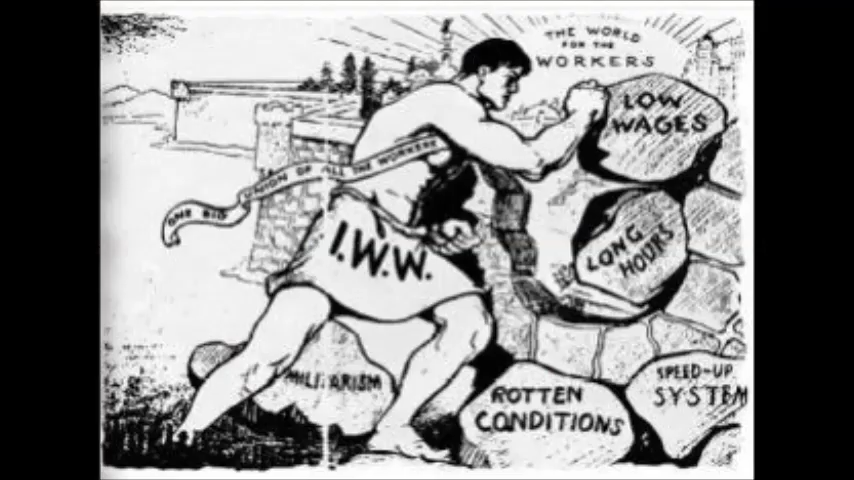 THE WORLD
FOR THE
WORKERS
LOW
WAGES
ONE BIG UNION OF ALL THE WORKERS
I.W.W.
LONG
HOURS
MILITARISM
ROTTEN
CONDITIONS
SPEED-UP
SYSTEM